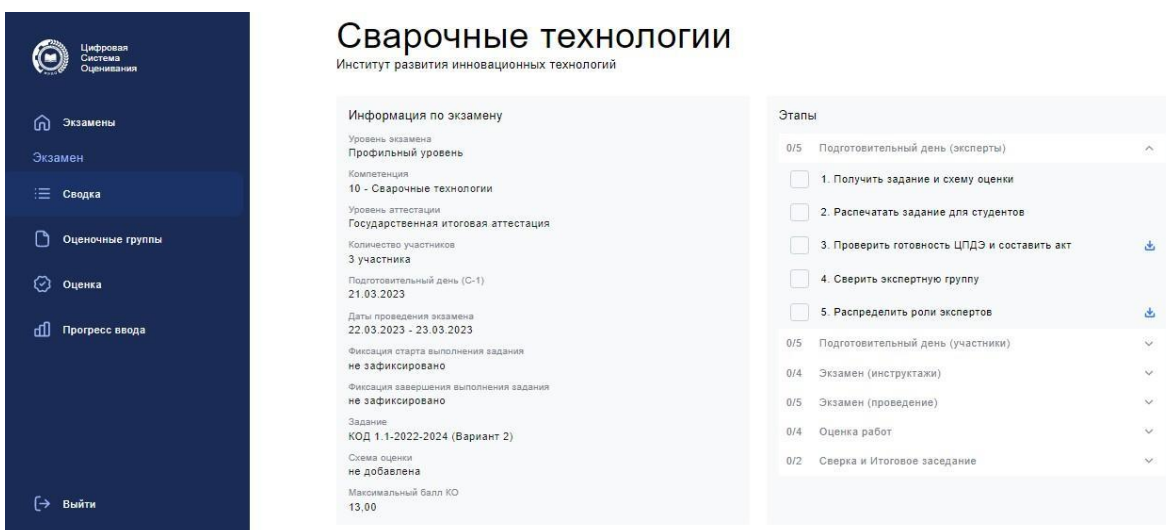 Цифровая
Система
Оценивания
Экзамены
Экзамен
Сводка
Оценочные группы
Оценка
Прогресс ввода
Выйти
Сварочные технологии
Институт развития инновационных технологий
Информация по экзамену
Уровень экзамена
Профильный уровень
Компетенция
10 - Сварочные технологии
Уровень аттестации
Государственная итоговая аттестация
Количество участников
3 участника
Подготовительный день (С-1)
21.03.2023
Даты проведения экзамена
22.03.2023 - 23.03.2023
Фиксация старта выполнения задания
не зафиксировано
Фиксация завершения выполнения задания
не зафиксировано
Задание
КОД 1.1-2022-2024 (Вариант 2)
Схема оценки
не добавлена
Максимальный балл КО
13,00
Этапы
0/5 Подготовительный день (эксперты)
1. Получить задание и схему оценки
2. Распечатать задание для студентов
3. Проверить готовность ЦПДЭ и составить акт
4. Сверить экспертную группу
5. Распределить роли экспертов
0/5 Подготовительный день (участники)
0/4 Экзамен (инструктажи)
0/5 Экзамен (проведение)
0/4 Оценка работ
0/2 Сверка и Итоговое заседание